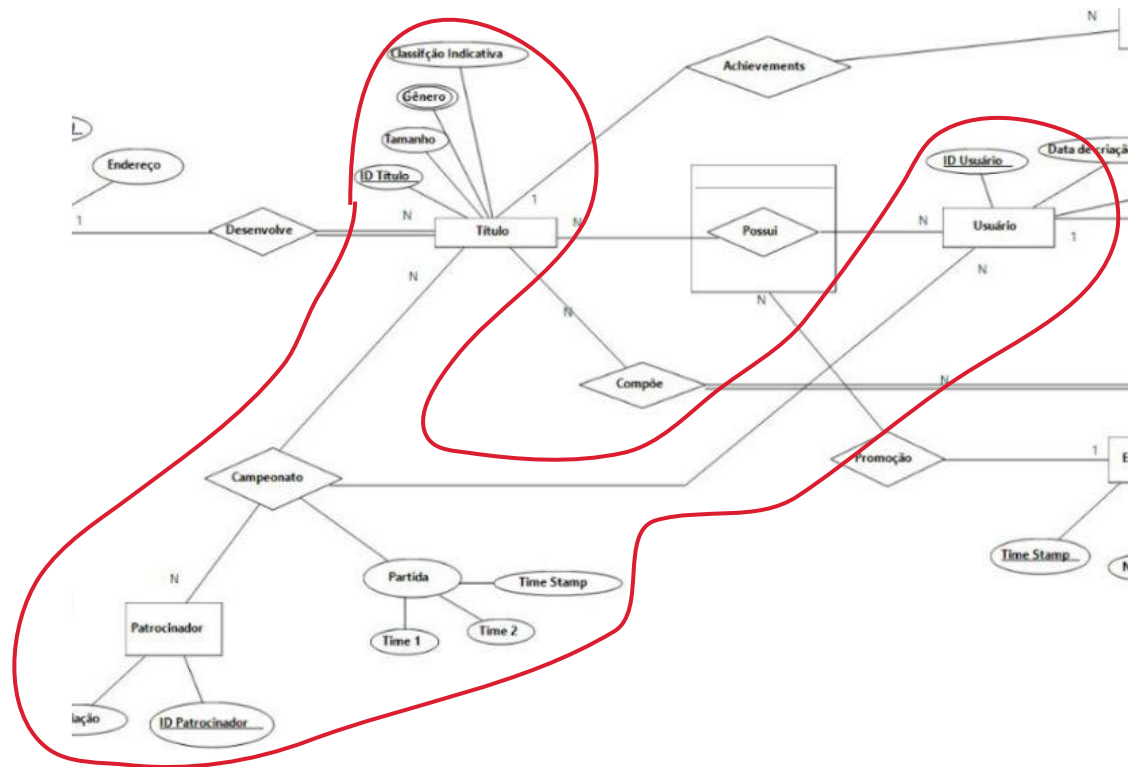 N
Classifção Indicativa
Achievements
Gênero
Tamanho
ID Título
Endereço
ID Usuário
Data de criaçã
1
N
1
N
N
1
Desenvolve
Título
Possui
Usuário
N
N
N
N
Compõe
N
Campeonato
Promoção
1
E
N
Partida
Time Stamp
Time Stamp
N
Patrocinador
Time 1
Time 2
iação
ID Patrocinador